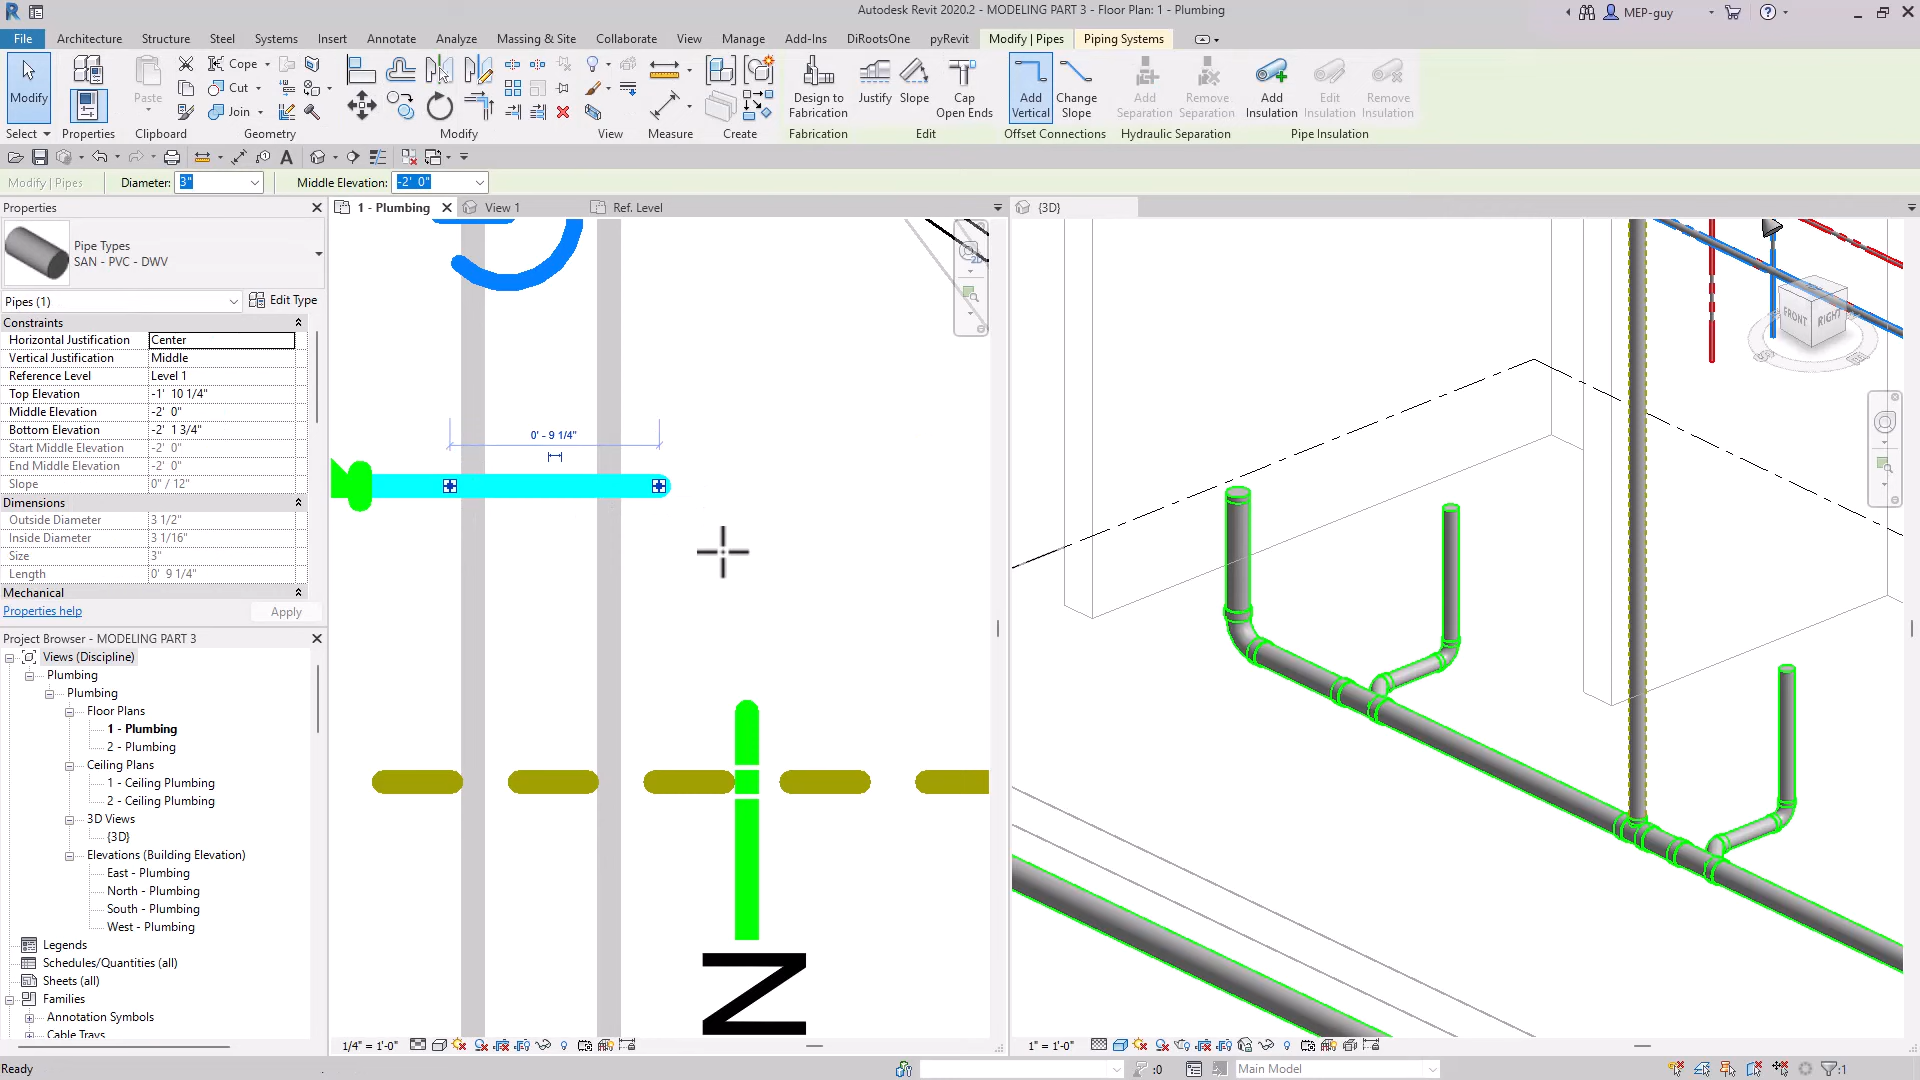 Autodesk Revit 2020.2 - MODELING PART 3 - Floor Plan: 1 - Plumbing
MEP-guy
File Architecture Structure Steel Systems Insert Annotate Analyze Massing & Site Collaborate View Manage Add-Ins DiRootsOne pyRevit Modify | Pipes Piping Systems
Modify
Paste
Cope
Cut
Join
Design to Fabrication
Justify
Slope
Cap Open Ends
Add Vertical
Change Slope
Add Separation
Remove Separation
Add Insulation
Edit Insulation
Remove Insulation
Select Properties Clipboard Geometry Modify View Measure Create Fabrication Edit Offset Connections Hydraulic Separation Pipe Insulation
Modify | Pipes Diameter: 3" Middle Elevation: -2' 0"
Properties
Pipe Types
SAN - PVC - DWV
Pipes (1) Edit Type
Constraints
Horizontal Justification Center
Vertical Justification Middle
Reference Level Level 1
Top Elevation -1' 10 1/4"
Middle Elevation -2' 0"
Bottom Elevation -2' 1 3/4"
Start Middle Elevation -2' 0"
End Middle Elevation -2' 0"
Slope 0" / 12"
Dimensions
Outside Diameter 3 1/2"
Inside Diameter 3 1/16"
Size 3"
Length 0' 9 1/4"
Mechanical
Properties help Apply
Project Browser - MODELING PART 3
Views (Discipline)
Plumbing
Plumbing
Floor Plans
1 - Plumbing
2 - Plumbing
Ceiling Plans
1 - Ceiling Plumbing
2 - Ceiling Plumbing
3D Views
{3D}
Elevations (Building Elevation)
East - Plumbing
North - Plumbing
South - Plumbing
West - Plumbing
Legends
Schedules/Quantities (all)
Sheets (all)
Families
Annotation Symbols
Cable Trays
1 - Plumbing View 1 Ref. Level
{3D}
2D
0' - 9 1/4"
N
FRONT RIGHT
1/4" = 1'-0"
1" = 1'-0"
Ready
:0
Main Model
:1